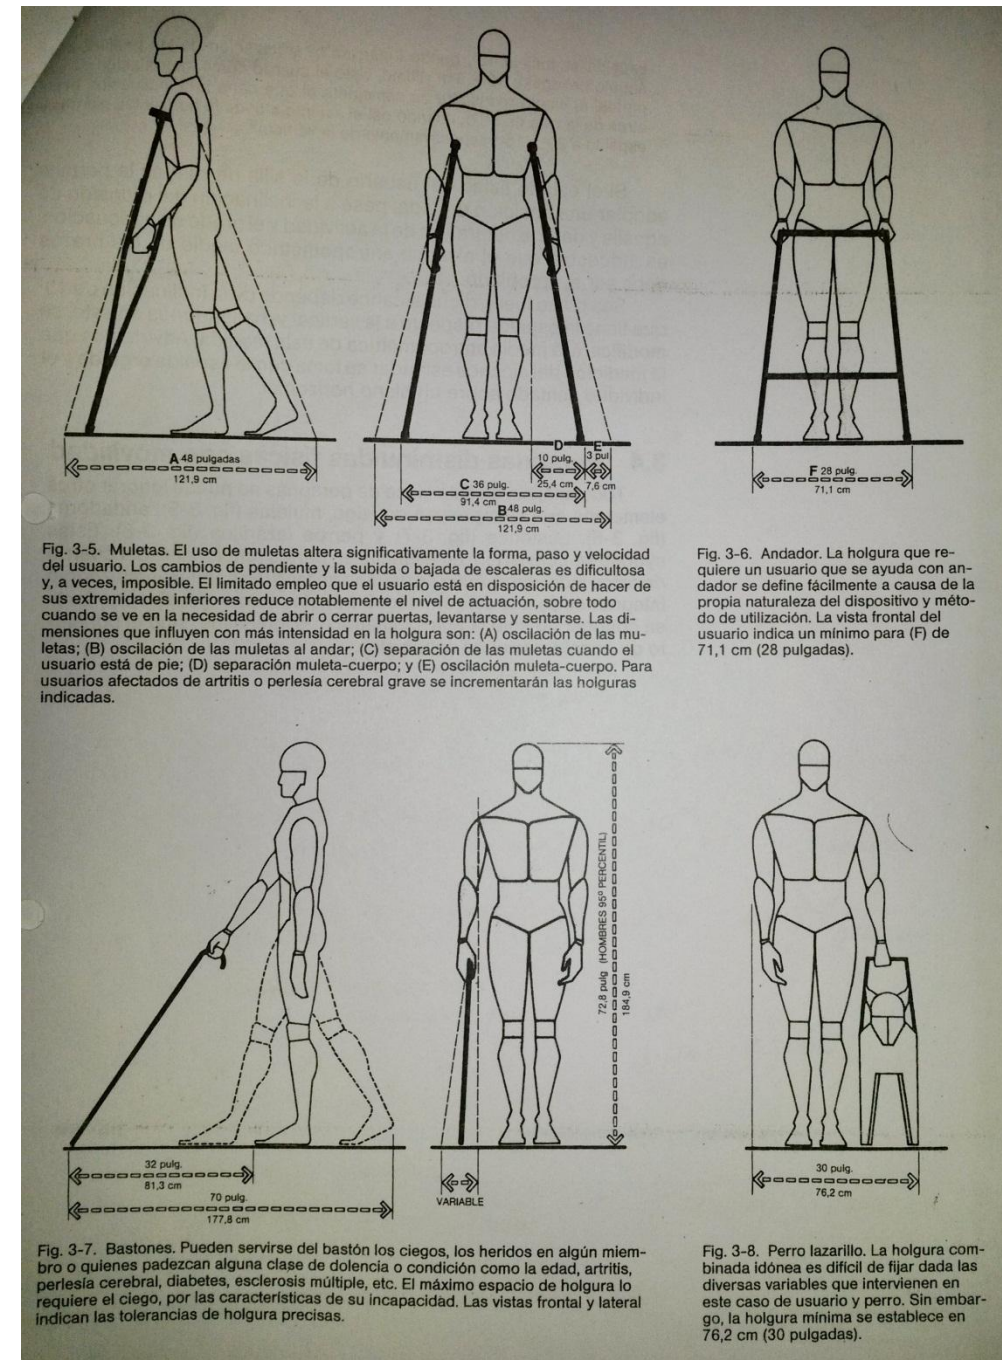 A 48 pulgadas
121,9 cm
D
E
10 pulg.
3 pul
25,4 cm
7,6 cm
C 36 pulg.
91,4 cm
B 48 pulg.
121,9 cm
F 28 pulg.
71,1 cm
Fig. 3-5. Muletas. El uso de muletas altera significativamente la forma, paso y velocidad
del usuario. Los cambios de pendiente y la subida o bajada de escaleras es dificultosa
y, a veces, imposible. El limitado empleo que el usuario está en disposición de hacer de
sus extremidades inferiores reduce notablemente el nivel de actuación, sobre todo
cuando se ve en la necesidad de abrir o cerrar puertas, levantarse y sentarse. Las di-
mensiones que influyen con más intensidad en la holgura son: (A) oscilación de las mu-
letas; (B) oscilación de las muletas al andar; (C) separación de las muletas cuando el
usuario está de pie; (D) separación muleta-cuerpo; y (E) oscilación muleta-cuerpo. Para
usuarios afectados de artritis o perlesía cerebral grave se incrementarán las holguras
indicadas.
Fig. 3-6. Andador. La holgura que re-
quiere un usuario que se ayuda con an-
dador se define fácilmente a causa de la
propia naturaleza del dispositivo y méto-
do de utilización. La vista frontal del
usuario indica un mínimo para (F) de
71,1 cm (28 pulgadas).
72,8 pulg (HOMBRES 95º PERCENTIL)
184,9 cm
32 pulg.
81,3 cm
70 pulg.
177,8 cm
VARIABLE
30 pulg.
76,2 cm
Fig. 3-7. Bastones. Pueden servirse del bastón los ciegos, los heridos en algún miem-
bro o quienes padezcan alguna clase de dolencia o condición como la edad, artritis,
perlesía cerebral, diabetes, esclerosis múltiple, etc. El máximo espacio de holgura lo
requiere el ciego, por las características de su incapacidad. Las vistas frontal y lateral
indican las tolerancias de holgura precisas.
Fig. 3-8. Perro lazarillo. La holgura com-
binada idónea es difícil de fijar dada las
diversas variables que intervienen en
este caso de usuario y perro. Sin embar-
go, la holgura mínima se establece en
76,2 cm (30 pulgadas).